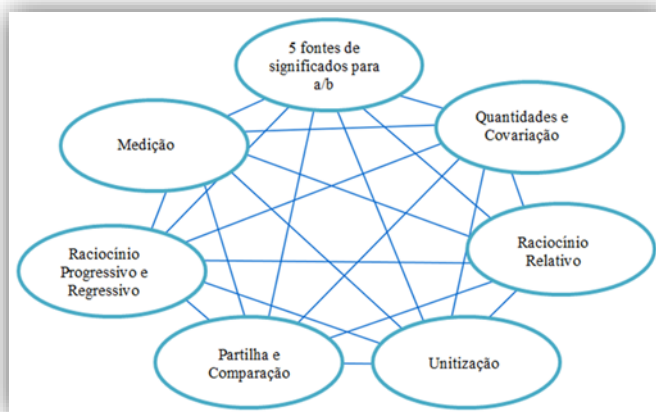 5 fontes de
significados para
a/b
Quantidades e
Covariação
Medição
Raciocínio
Relativo
Raciocínio
Progressivo e
Regressivo
Partilha e
Comparação
Unitização